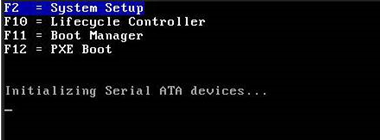 F2 = System Setup
F10 = Lifecycle Controller
F11 = Boot Manager
F12 = PXE Boot
Initializing Serial ATA devices...